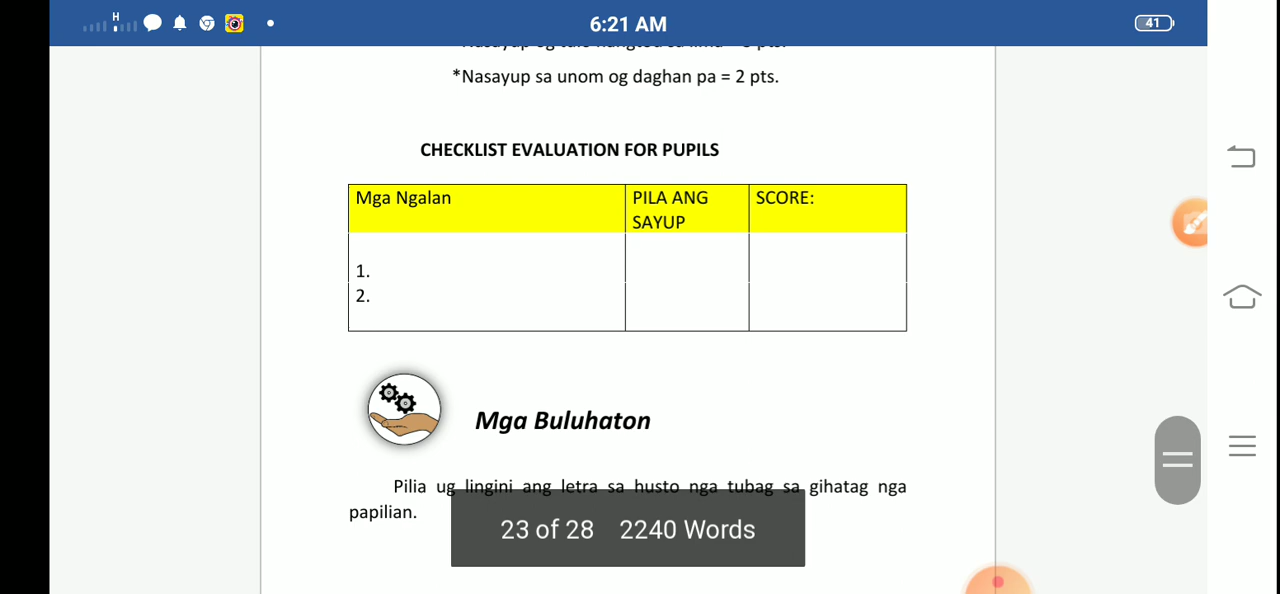 H
6:21 AM
41
*Nasayup sa unom og daghan pa = 2 pts.
CHECKLIST EVALUATION FOR PUPILS
Mga Ngalan PILA ANG SCORE:
SAYUP
1.
2.
Mga Buluhaton
Pilia ug lingini ang letra sa husto nga tubag sa gihatag nga
papilian.
23 of 28 2240 Words